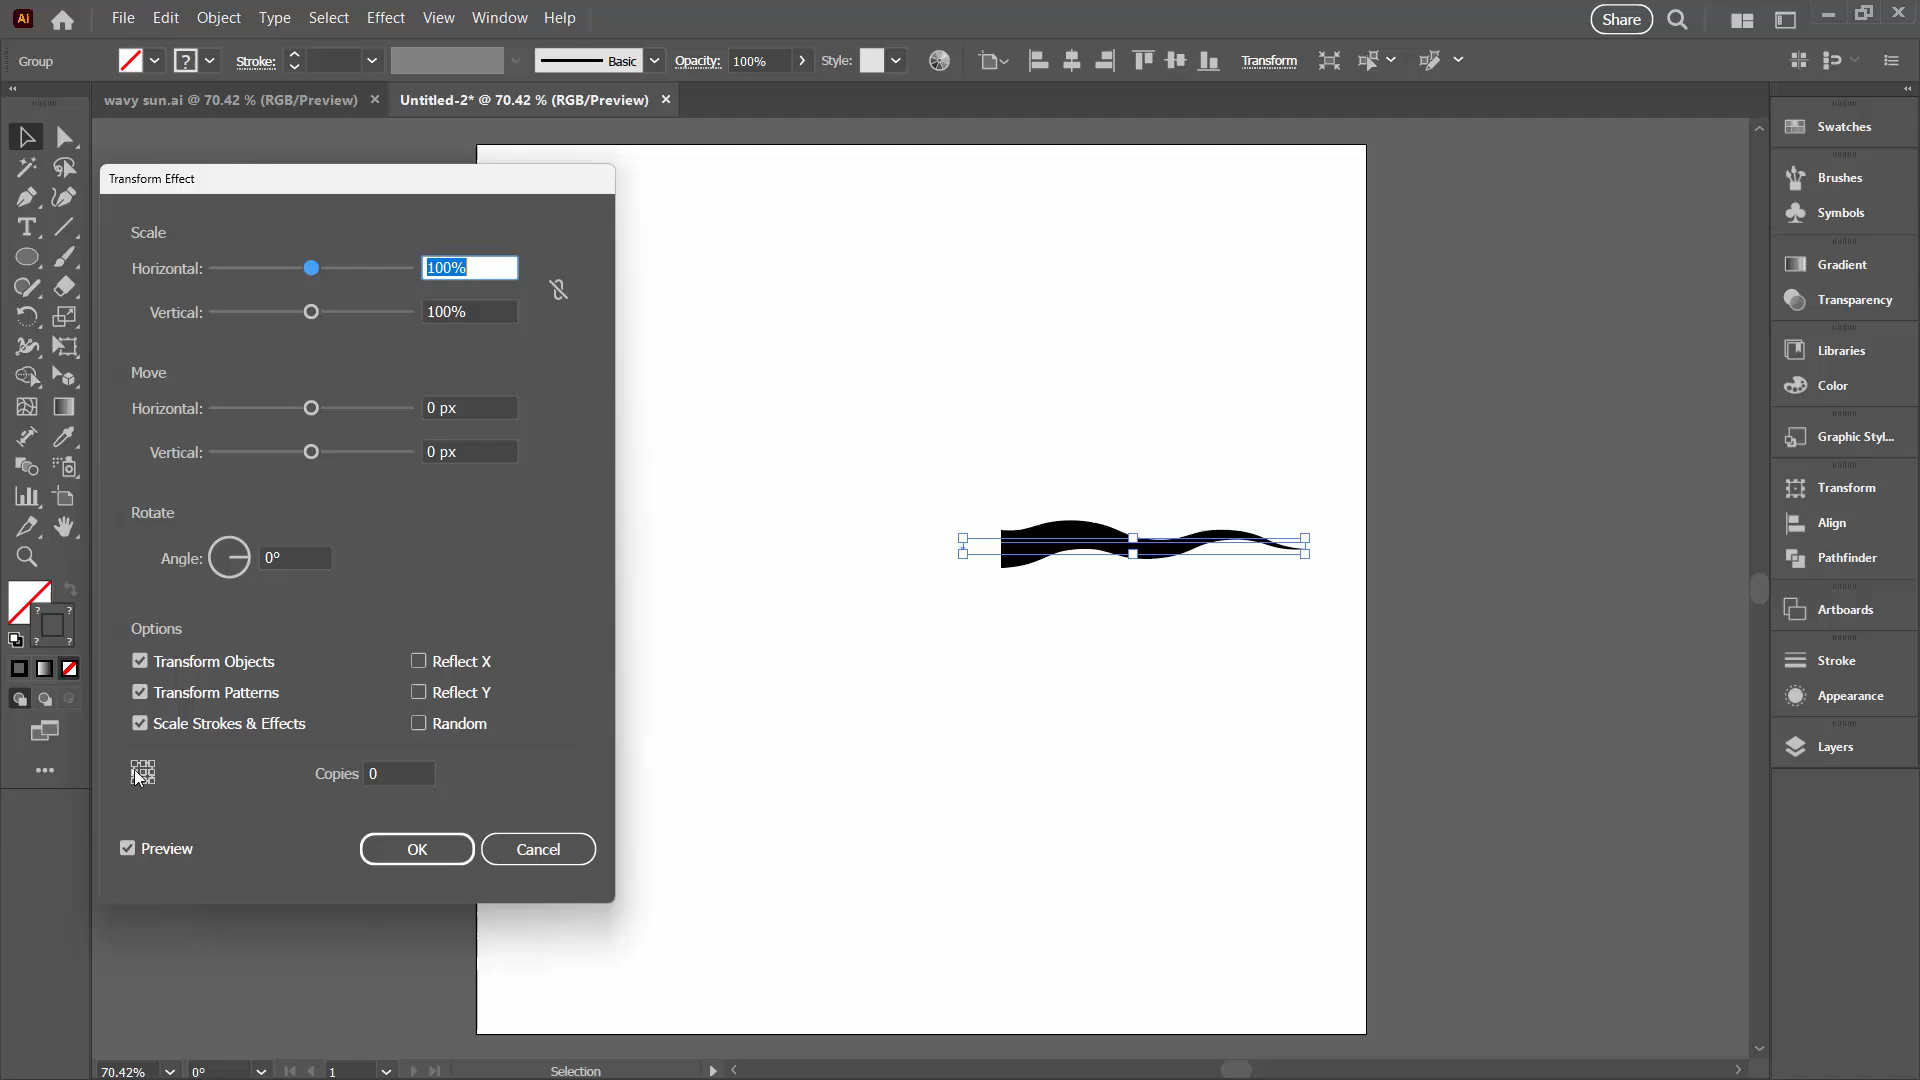 Ai File Edit Object Type Select Effect View Window Help Share
Group ? Stroke: Basic Opacity: 100% Style: Transform
wavy sun.ai @ 70.42 % (RGB/Preview) × Untitled-2* @ 70.42 % (RGB/Preview) ×
Transform Effect
Scale
Horizontal: 100%
Vertical: 100%
Move
Horizontal: 0 px
Vertical: 0 px
Rotate
Angle: 0°
Options
Transform Objects Reflect X
Transform Patterns Reflect Y
Scale Strokes & Effects Random
Copies 0
Preview OK Cancel
Swatches
Brushes
Symbols
Gradient
Transparency
Libraries
Color
Graphic Styl...
Transform
Align
Pathfinder
Artboards
Stroke
Appearance
Layers
70.42% 0° 1 Selection